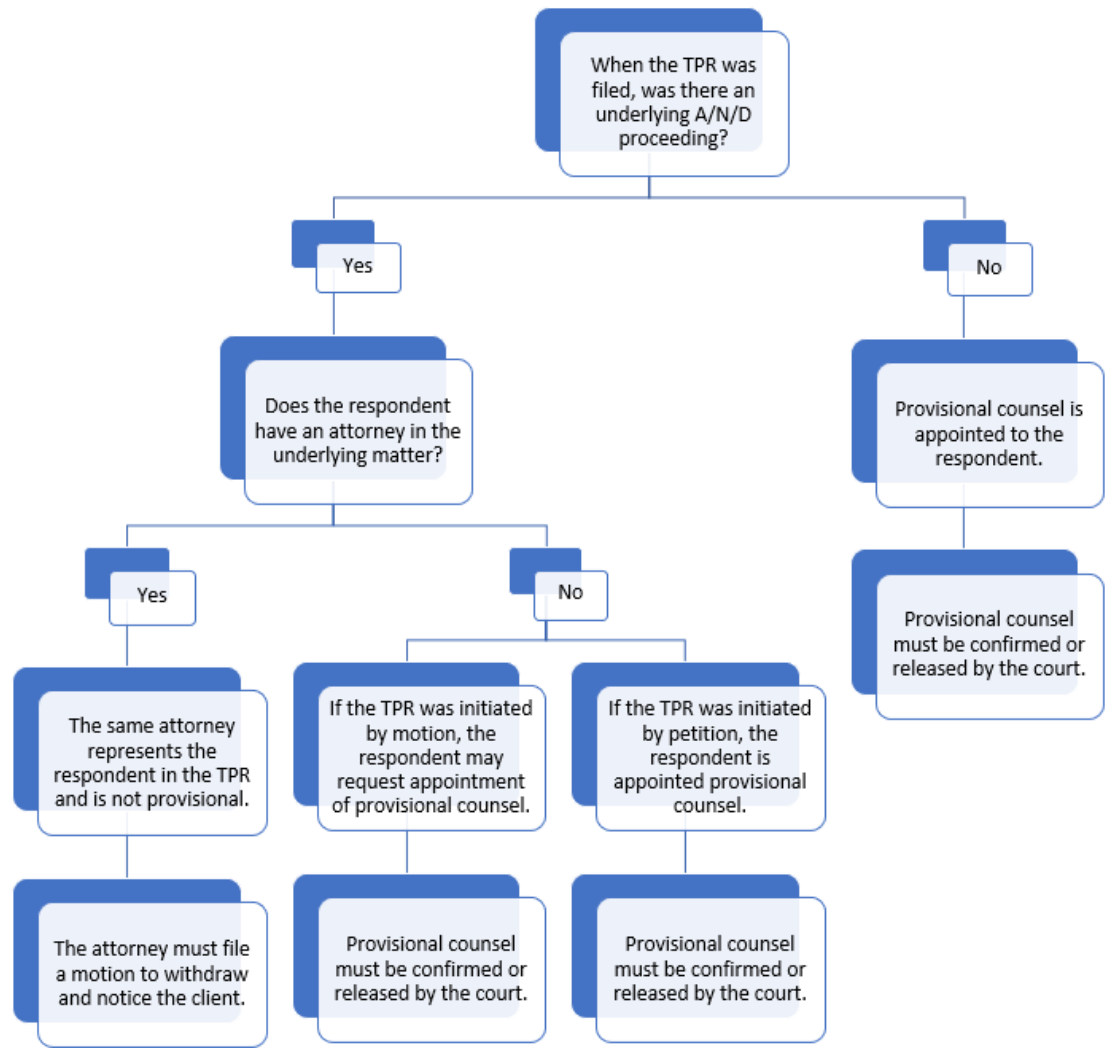 When the TPR was
filed, was there an
underlying A/N/D
proceeding?
Yes
No
Does the respondent
have an attorney in the
underlying matter?
Provisional counsel is
appointed to the
respondent.
Yes
No
Provisional counsel
must be confirmed or
released by the court.
The same attorney
represents the
respondent in the TPR
and is not provisional.
If the TPR was initiated
by motion, the
respondent may
request appointment
of provisional counsel.
If the TPR was initiated
by petition, the
respondent is
appointed provisional
counsel.
The attorney must file
a motion to withdraw
and notice the client.
Provisional counsel
must be confirmed or
released by the court.
Provisional counsel
must be confirmed or
released by the court.